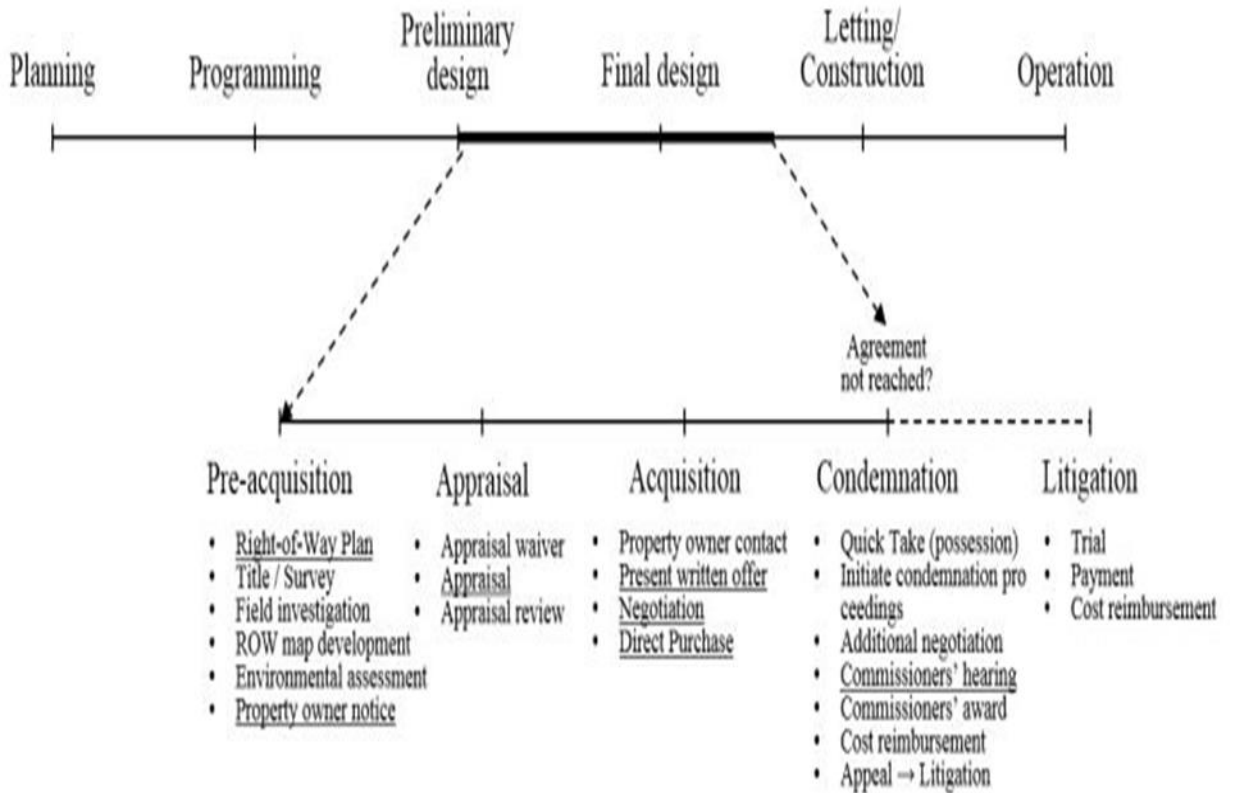 Planning
Programming
Preliminary
design
Final design
Letting/
Construction
Operation
Agreement
not reached?
Pre-acquisition
• Right-of-Way Plan
• Title / Survey
• Field investigation
• ROW map development
• Environmental assessment
• Property owner notice
Appraisal
• Appraisal waiver
• Appraisal
• Appraisal review
Acquisition
• Property owner contact
• Present written offer
• Negotiation
• Direct Purchase
Condemnation
• Quick Take (possession)
• Initiate condemnation pro
ceedings
• Additional negotiation
• Commissioners’ hearing
• Commissioners’ award
• Cost reimbursement
• Appeal → Litigation
Litigation
• Trial
• Payment
• Cost reimbursement